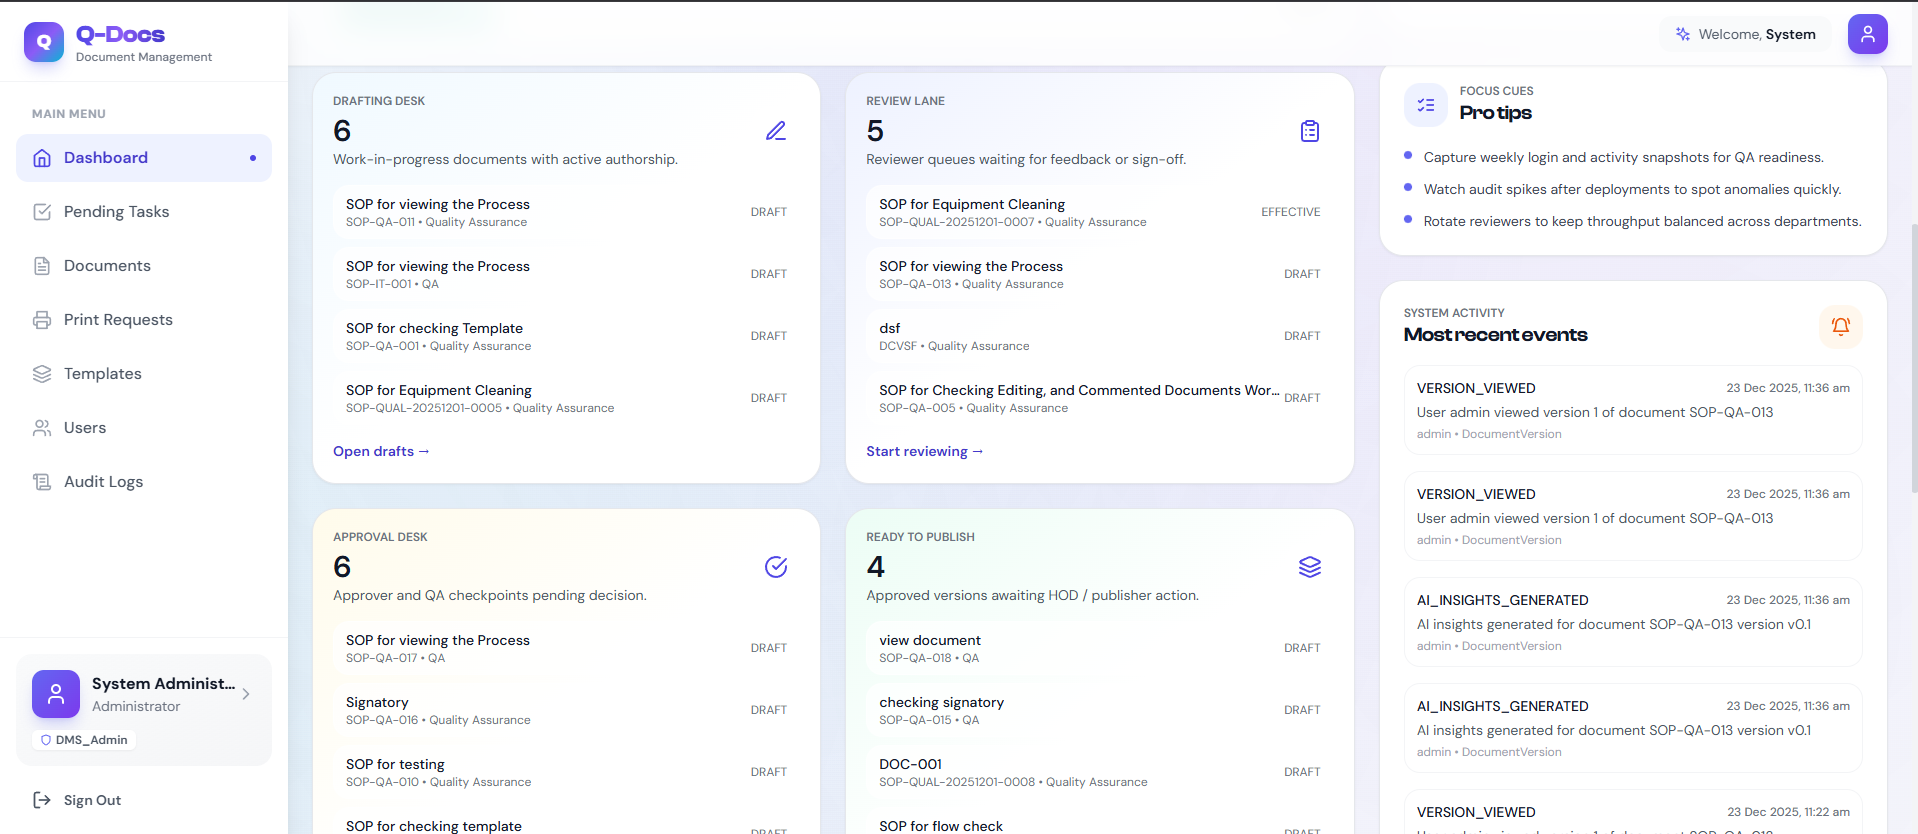 Q
Q-Docs
Document Management
MAIN MENU
Dashboard
Pending Tasks
Documents
Print Requests
Templates
Users
Audit Logs
System Administ...
Administrator
DMS_Admin
Sign Out
Welcome, System
DRAFTING DESK
6
Work-in-progress documents with active authorship.
SOP for viewing the Process
SOP-QA-011 • Quality Assurance
DRAFT
SOP for viewing the Process
SOP-IT-001 • QA
DRAFT
SOP for checking Template
SOP-QA-001 • Quality Assurance
DRAFT
SOP for Equipment Cleaning
SOP-QUAL-20251201-0005 • Quality Assurance
DRAFT
Open drafts →
REVIEW LANE
5
Reviewer queues waiting for feedback or sign-off.
SOP for Equipment Cleaning
SOP-QUAL-20251201-0007 • Quality Assurance
EFFECTIVE
SOP for viewing the Process
SOP-QA-013 • Quality Assurance
DRAFT
dsf
DCVSF • Quality Assurance
DRAFT
SOP for Checking Editing, and Commented Documents Wor...
SOP-QA-005 • Quality Assurance
DRAFT
Start reviewing →
APPROVAL DESK
6
Approver and QA checkpoints pending decision.
SOP for viewing the Process
SOP-QA-017 • QA
DRAFT
Signatory
SOP-QA-016 • Quality Assurance
DRAFT
SOP for testing
SOP-QA-010 • Quality Assurance
DRAFT
SOP for checking template
DRAFT
READY TO PUBLISH
4
Approved versions awaiting HOD / publisher action.
view document
SOP-QA-018 • QA
DRAFT
checking signatory
SOP-QA-015 • QA
DRAFT
DOC-001
SOP-QUAL-20251201-0008 • Quality Assurance
DRAFT
SOP for flow check
DRAFT
FOCUS CUES
Pro tips
Capture weekly login and activity snapshots for QA readiness.
Watch audit spikes after deployments to spot anomalies quickly.
Rotate reviewers to keep throughput balanced across departments.
SYSTEM ACTIVITY
Most recent events
VERSION_VIEWED
23 Dec 2025, 11:36 am
User admin viewed version 1 of document SOP-QA-013
admin • DocumentVersion
VERSION_VIEWED
23 Dec 2025, 11:36 am
User admin viewed version 1 of document SOP-QA-013
admin • DocumentVersion
AI_INSIGHTS_GENERATED
23 Dec 2025, 11:36 am
AI insights generated for document SOP-QA-013 version v0.1
admin • DocumentVersion
AI_INSIGHTS_GENERATED
23 Dec 2025, 11:36 am
AI insights generated for document SOP-QA-013 version v0.1
admin • DocumentVersion
VERSION_VIEWED
23 Dec 2025, 11:22 am